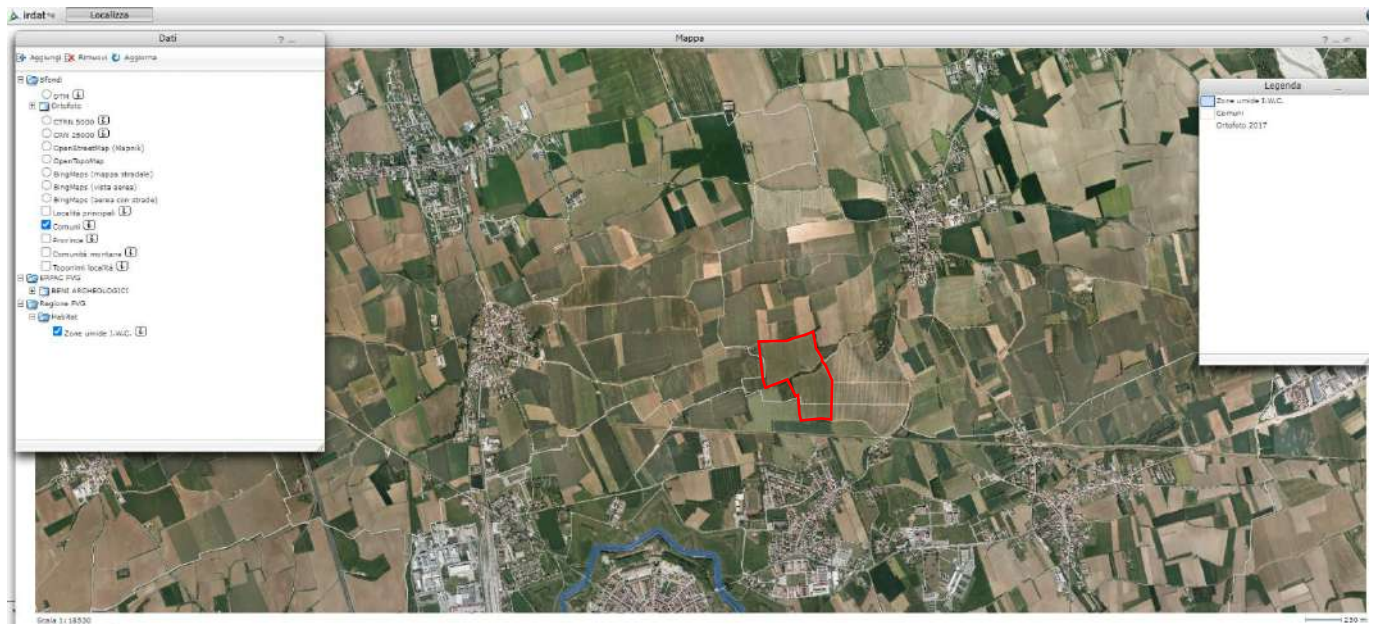 irdat fvg
Localizza
Dati
? _
Mappa
? _
Aggiungi Rimuovi Aggiorna
Sfondi
DTM
Ortofoto
CTRN 5000
CRN 25000
OpenStreetMap (Mapnik)
OpenTopoMap
BingMaps (mappa stradale)
BingMaps (vista aerea)
BingMaps (aerea con strade)
Località principali
Comuni
Province
Comunità montane
Toponimi località
ERPAC FVG
BENI ARCHEOLOGICI
Regione FVG
Habitat
Zone umide I.W.C.
Legenda
Zone umide I.W.C.
Comuni
Ortofoto 2017
Scala 1: 18530
250 m